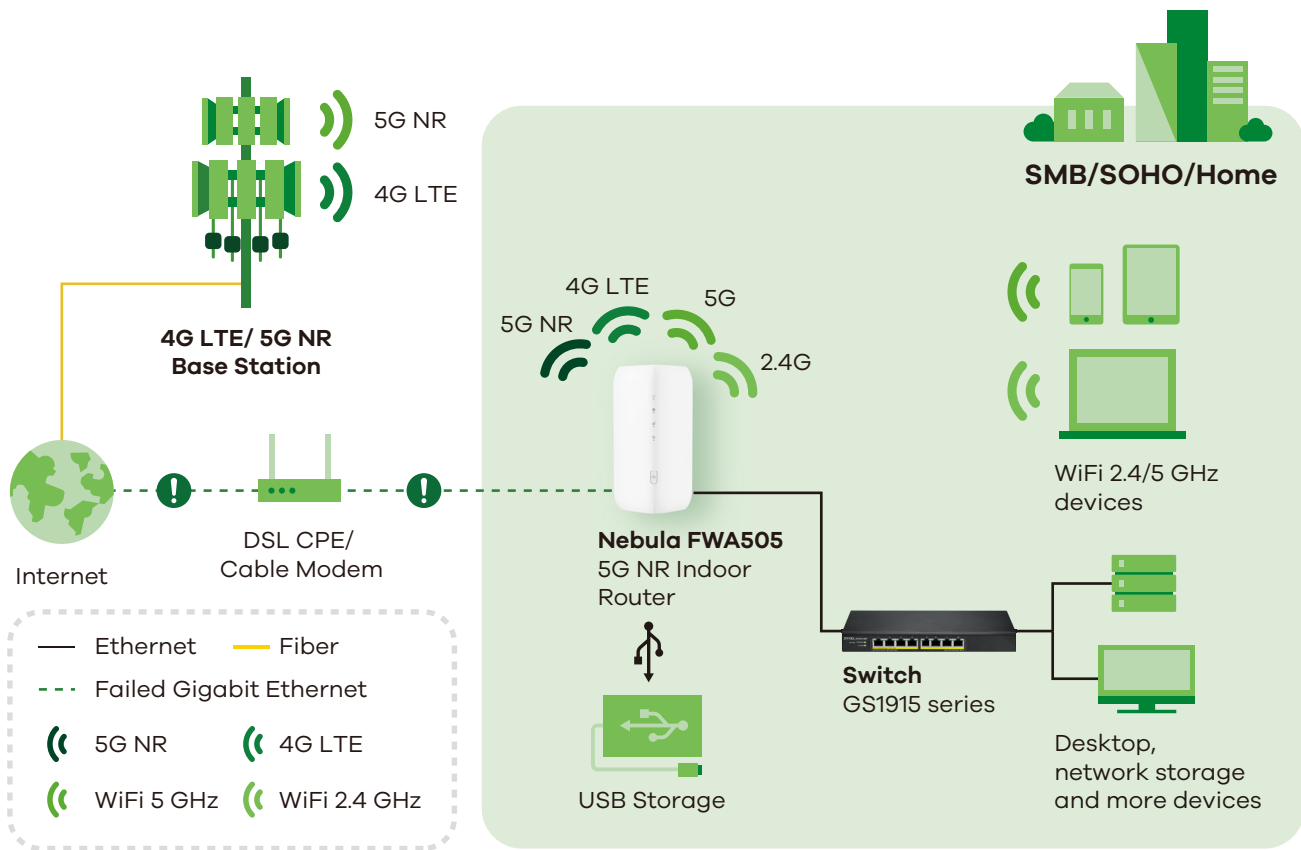 5G NR
4G LTE
4G LTE/ 5G NR
Base Station
SMB/SOHO/Home
4G LTE
5G
5G NR
2.4G
WiFi 2.4/5 GHz
devices
DSL CPE/
Cable Modem
Internet
Nebula FWA505
5G NR Indoor
Router
Switch
GS1915 series
USB Storage
Desktop,
network storage
and more devices
Ethernet
Fiber
Failed Gigabit Ethernet
5G NR
4G LTE
WiFi 5 GHz
WiFi 2.4 GHz